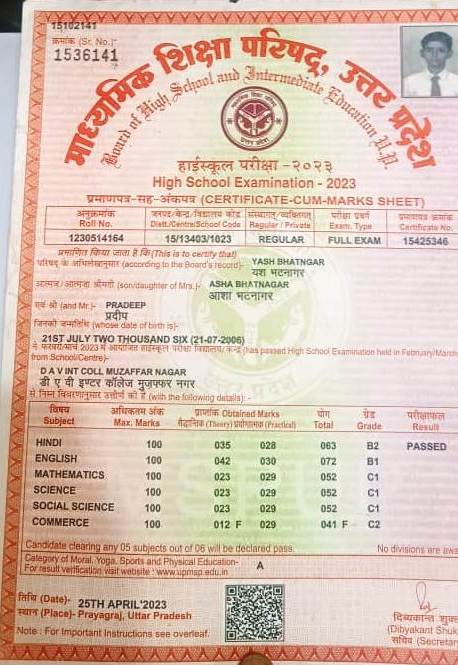 15102141
क्रमांक (Sr. No.)
1536141
माध्यमिक शिक्षा परिषद्, उत्तर प्रदेश
Board of High School and Intermediate Education U.P.
हाईस्कूल परीक्षा -२०२३
High School Examination - 2023
प्रमाणपत्र-सह-अंकपत्र (CERTIFICATE-CUM-MARKS SHEET)
अनुक्रमांक जनपद/केन्द्र/विद्यालय कोड संस्थागत/व्यक्तिगत परीक्षा प्रवर्ग प्रमाणपत्र क्रमांक
Roll No. Distt./Centre/School Code Regular / Private Exam. Type Certificate No.
1230514164 15/13403/1023 REGULAR FULL EXAM 15425346
प्रमाणित किया जाता है कि (This is to certify that)
परिषद के अभिलेखानुसार (according to the Board's record)- YASH BHATNGAR
यश भटनागर
आत्मज/आत्मजा श्रीमती (son/daughter of Mrs.)- ASHA BHATNAGAR
आशा भटनागर
एवं श्री (and Mr.)- PRADEEP
प्रदीप
जिनकी जन्मतिथि (whose date of birth is)-
21ST JULY TWO THOUSAND SIX (21-07-2006)
ने फरवरी/मार्च 2023 में आयोजित हाईस्कूल परीक्षा विद्यालय/केन्द्र (has passed High School Examination held in February/March
from School/Centre)-
D A V INT COLL MUZAFFAR NAGAR
डी ए वी इण्टर कॉलेज मुज़फ्फर नगर
से निम्न विवरणानुसार उत्तीर्ण की है (with the following details) :-
विषय अधिकतम अंक प्राप्तांक Obtained Marks योग ग्रेड परीक्षाफल
Subject Max. Marks सैद्धान्तिक (Theory) प्रयोगात्मक (Practical) Total Grade Result
HINDI 100 035 028 063 B2 PASSED
ENGLISH 100 042 030 072 B1
MATHEMATICS 100 023 029 052 C1
SCIENCE 100 023 029 052 C1
SOCIAL SCIENCE 100 023 029 052 C1
COMMERCE 100 012 F 029 041 F C2
Candidate clearing any 05 subjects out of 06 will be declared pass. No divisions are
Category of Moral, Yoga, Sports and Physical Education- A
For result verification visit website : www.upmsp.edu.in
तिथि (Date)- 25TH APRIL'2023
स्थान (Place)- Prayagraj, Uttar Pradesh
दिब्यकान्त शुक्
(Dibyakant Shuk
Note : For Important Instructions see overleaf.
सचिव (Secretar